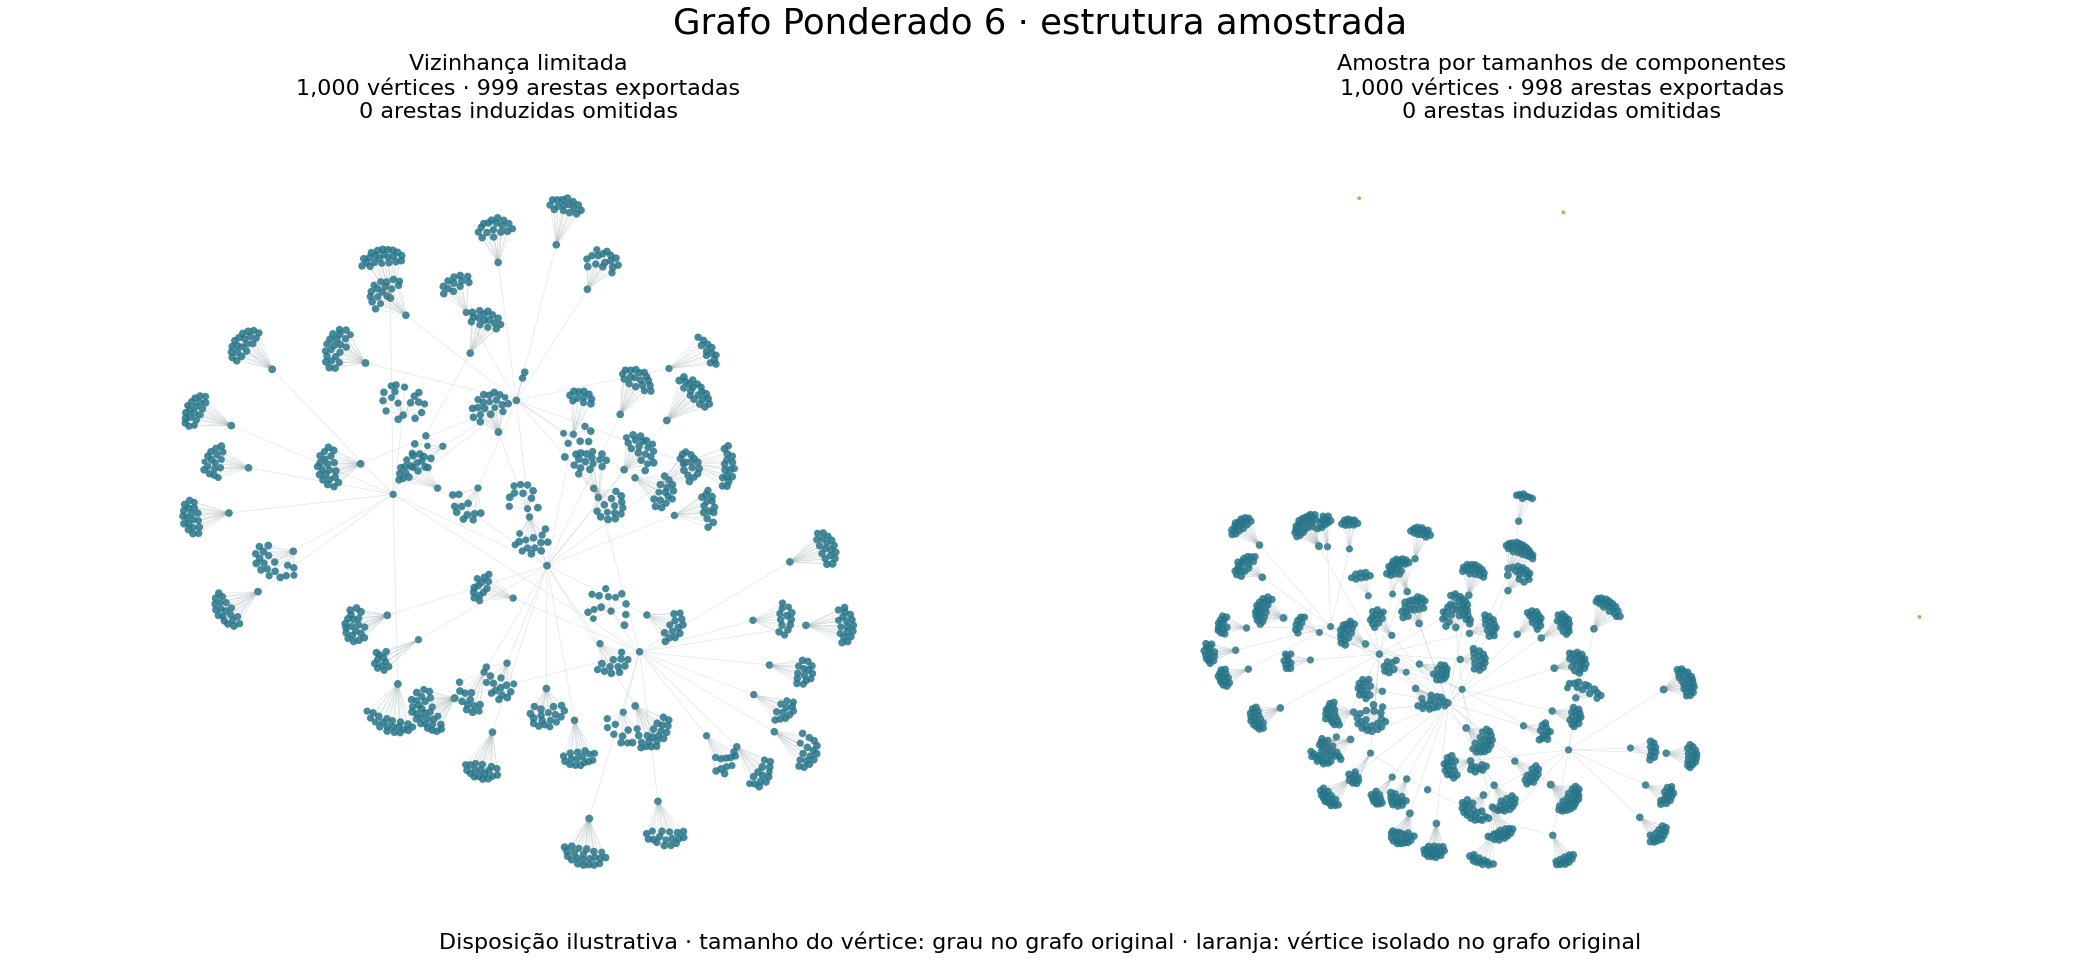 Grafo Ponderado 6 · estrutura amostrada
Vizinhança limitada
1,000 vértices · 999 arestas exportadas
0 arestas induzidas omitidas
Amostra por tamanhos de componentes
1,000 vértices · 998 arestas exportadas
0 arestas induzidas omitidas
Disposição ilustrativa · tamanho do vértice: grau no grafo original · laranja: vértice isolado no grafo original